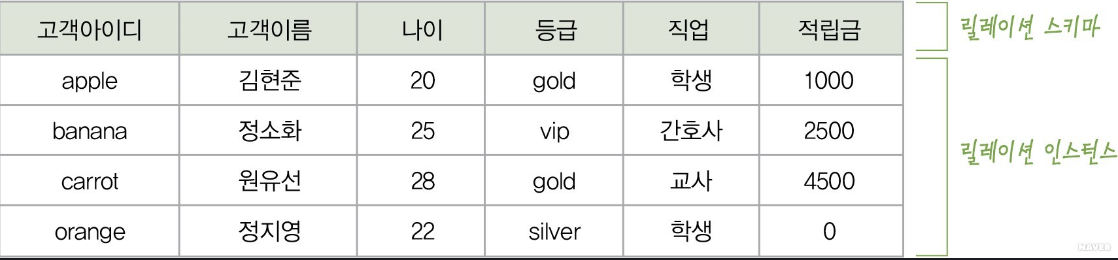 고객아이디 고객이름 나이 등급 직업 적립금 릴레이션 스키마
apple 김현준 20 gold 학생 1000
banana 정소화 25 vip 간호사 2500
릴레이션 인스턴스
carrot 원유선 28 gold 교사 4500
orange 정지영 22 silver 학생 0
NAVER